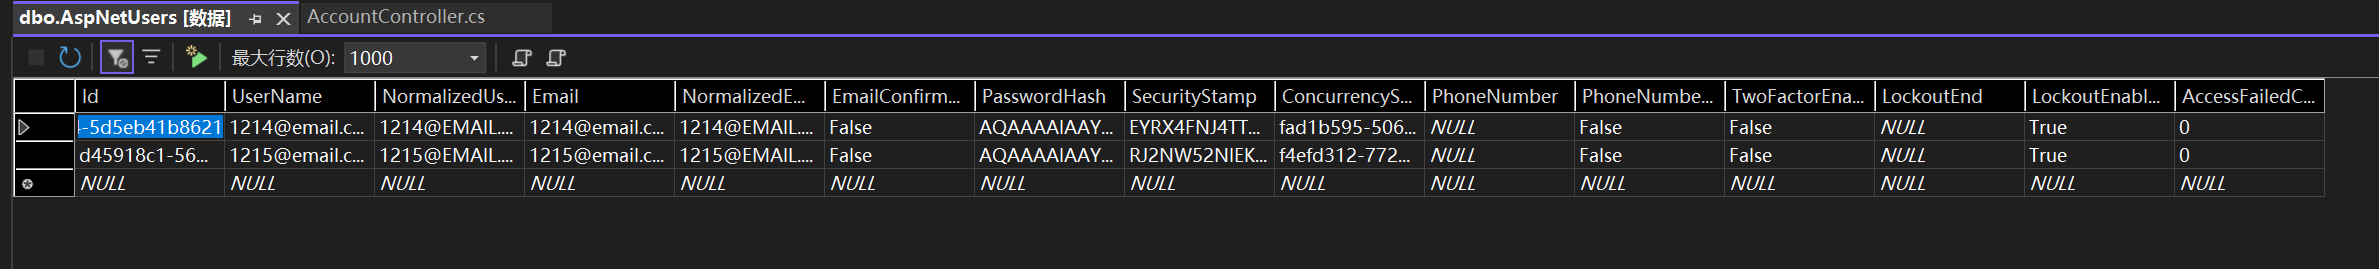 dbo.AspNetUsers [数据] AccountController.cs
最大行数(O): 1000
Id UserName NormalizedUs... Email NormalizedE... EmailConfirm... PasswordHash SecurityStamp ConcurrencyS... PhoneNumber PhoneNumbe... TwoFactorEna... LockoutEnd LockoutEnabl... AccessFailedC...
-5d5eb41b8621 1214@email.c... 1214@EMAIL.... 1214@email.c... 1214@EMAIL.... False AQAAAAIAAY... EYRX4FNJ4TT... fad1b595-506... NULL False False NULL True 0
d45918c1-56... 1215@email.c... 1215@EMAIL.... 1215@email.c... 1215@EMAIL.... False AQAAAAIAAY... RJ2NW52NIEK... f4efd312-772... NULL False False NULL True 0
NULL NULL NULL NULL NULL NULL NULL NULL NULL NULL NULL NULL NULL NULL NULL